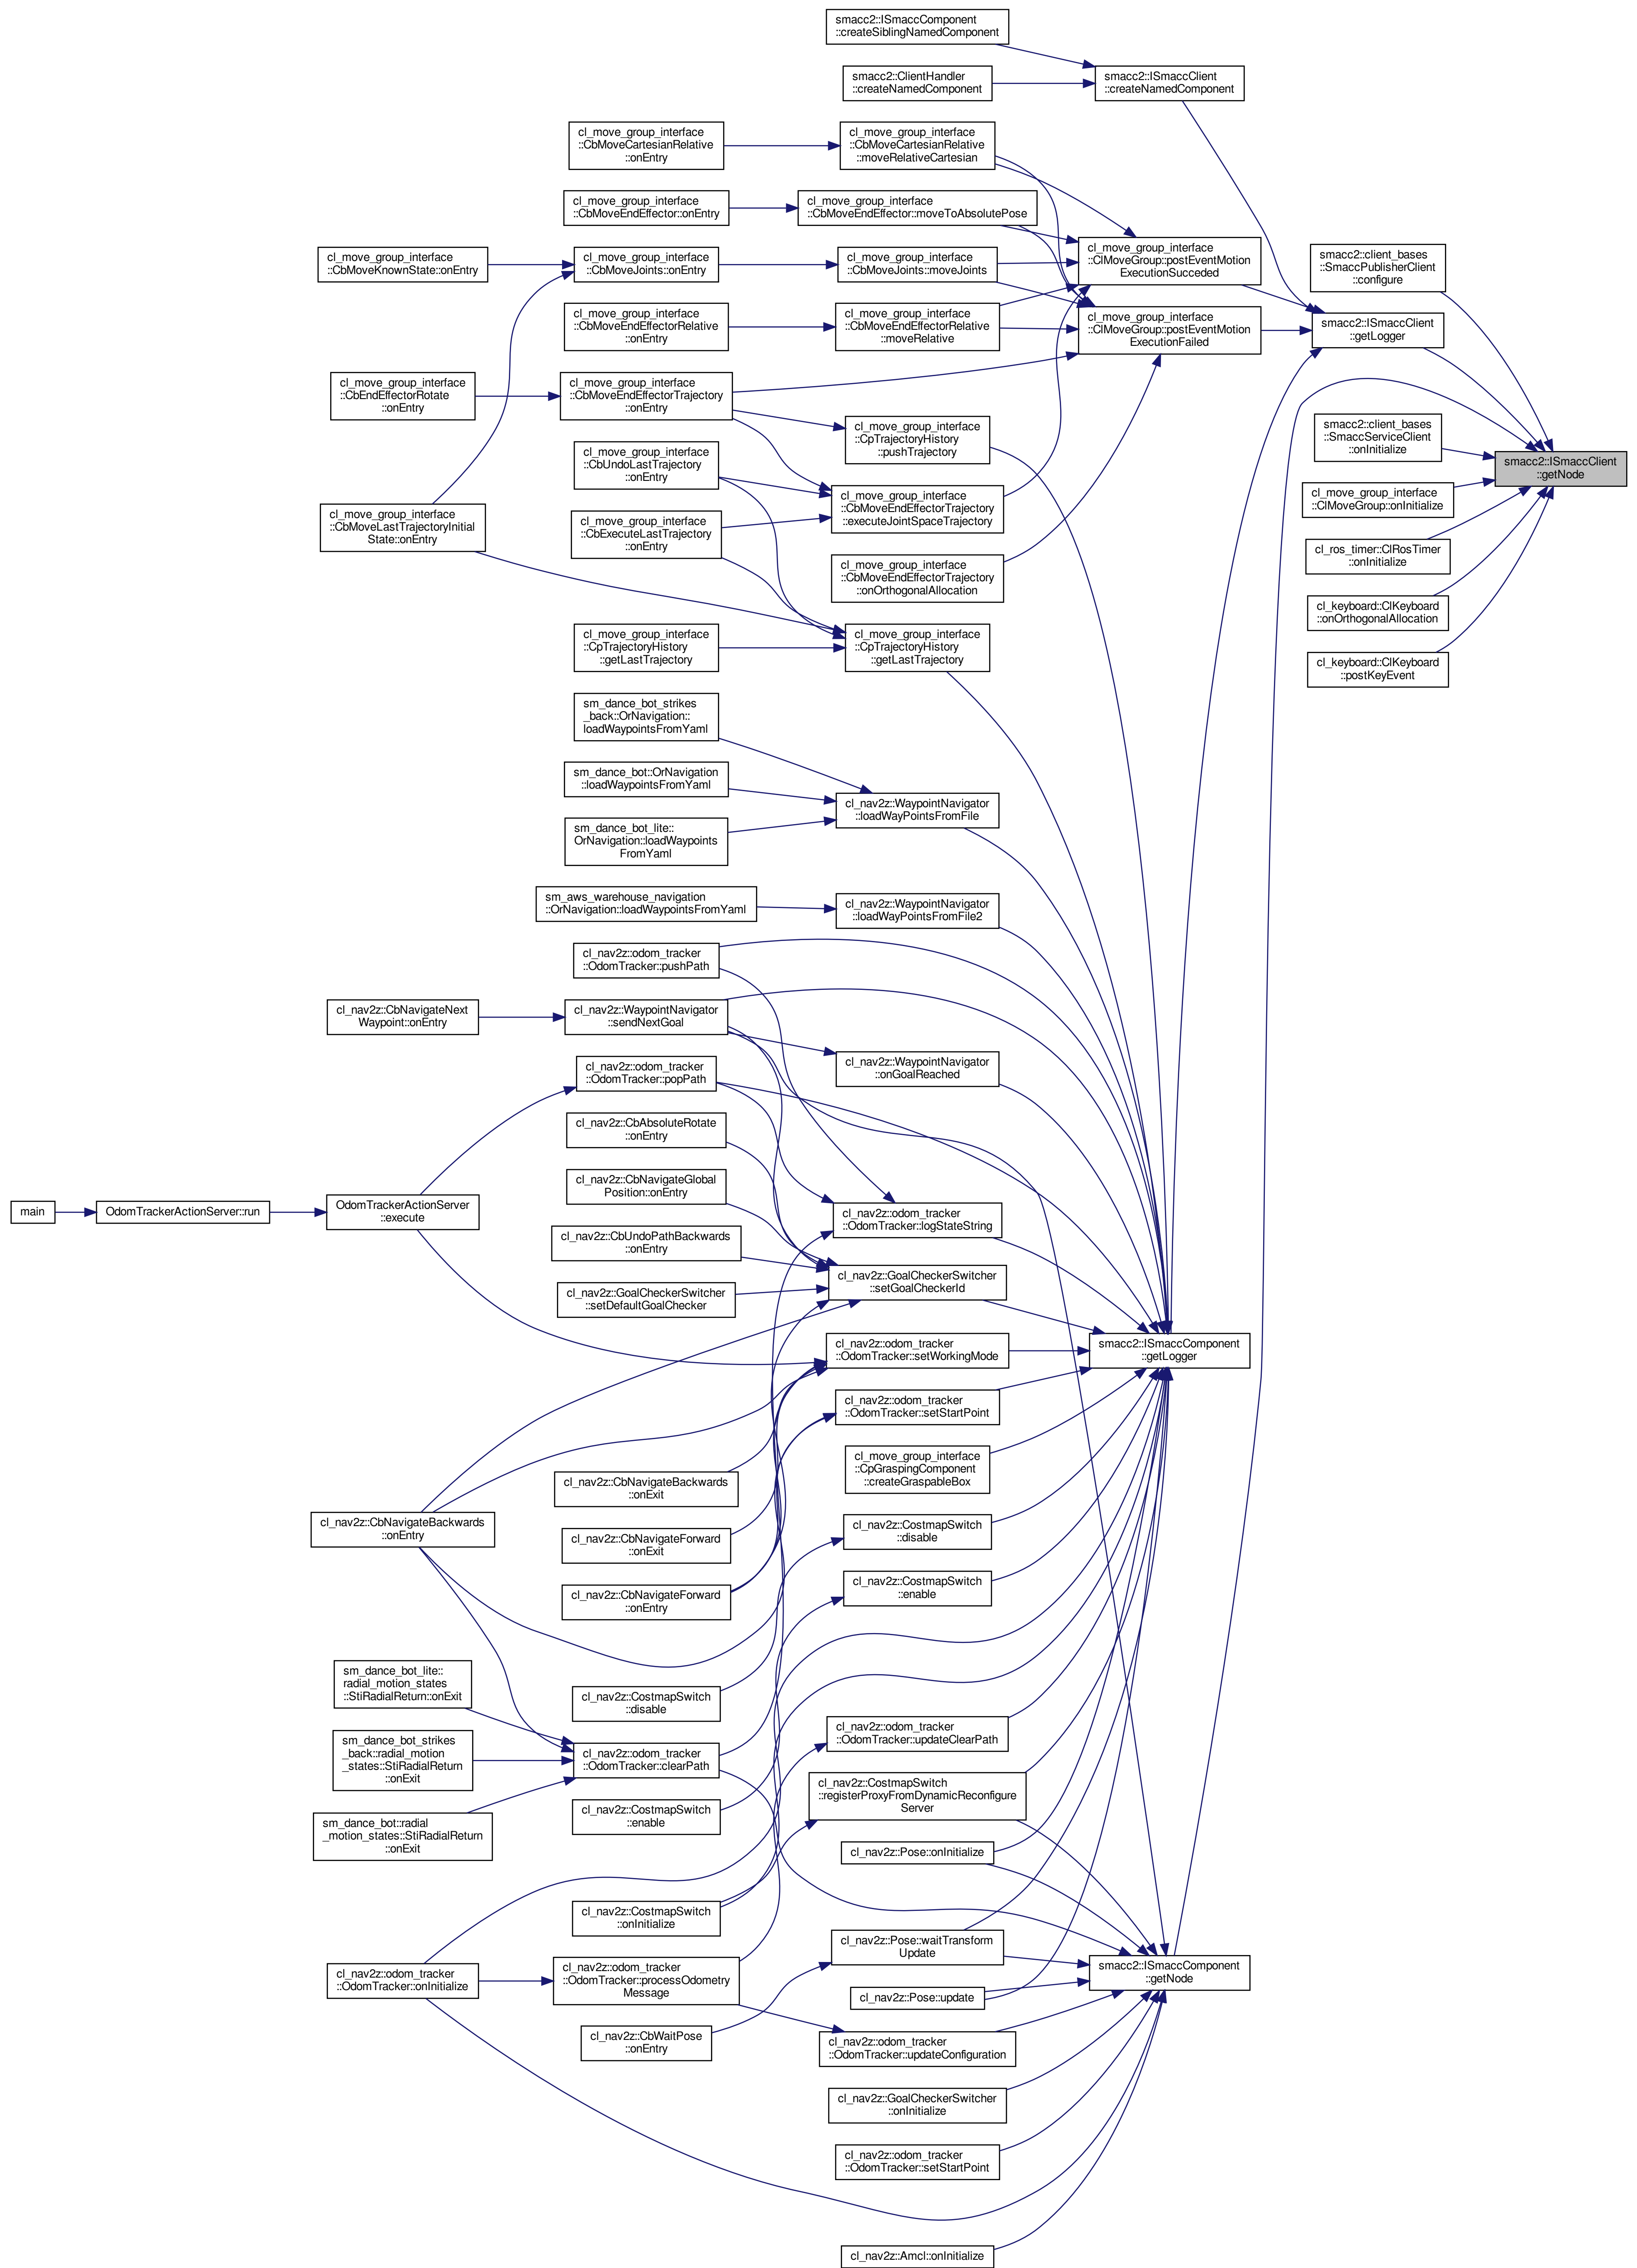 smacc2::ISmaccComponent
::createSiblingNamedComponent
smacc2::ClientHandler
::createNamedComponent
smacc2::ISmaccClient
::createNamedComponent
cl_move_group_interface
::CbMoveCartesianRelative
::onEntry
cl_move_group_interface
::CbMoveCartesianRelative
::moveRelativeCartesian
cl_move_group_interface
::CbMoveEndEffector::onEntry
cl_move_group_interface
::CbMoveEndEffector::moveToAbsolutePose
cl_move_group_interface
::CbMoveKnownState::onEntry
cl_move_group_interface
::CbMoveJoints::onEntry
cl_move_group_interface
::CbMoveJoints::moveJoints
cl_move_group_interface
::ClMoveGroup::postEventMotion
ExecutionSucceded
smacc2::client_bases
::SmaccPublisherClient
::configure
cl_move_group_interface
::CbMoveEndEffectorRelative
::onEntry
cl_move_group_interface
::CbMoveEndEffectorRelative
::moveRelative
cl_move_group_interface
::ClMoveGroup::postEventMotion
ExecutionFailed
smacc2::ISmaccClient
::getLogger
cl_move_group_interface
::CbEndEffectorRotate
::onEntry
cl_move_group_interface
::CbMoveEndEffectorTrajectory
::onEntry
cl_move_group_interface
::CpTrajectoryHistory
::pushTrajectory
smacc2::client_bases
::SmaccServiceClient
::onInitialize
smacc2::ISmaccClient
::getNode
cl_move_group_interface
::CbUndoLastTrajectory
::onEntry
cl_move_group_interface
::CbMoveEndEffectorTrajectory
::executeJointSpaceTrajectory
cl_move_group_interface
::ClMoveGroup::onInitialize
cl_move_group_interface
::CbMoveLastTrajectoryInitial
State::onEntry
cl_move_group_interface
::CbExecuteLastTrajectory
::onEntry
cl_ros_timer::ClRosTimer
::onInitialize
cl_move_group_interface
::CbMoveEndEffectorTrajectory
::onOrthogonalAllocation
cl_keyboard::ClKeyboard
::onOrthogonalAllocation
cl_move_group_interface
::CpTrajectoryHistory
::getLastTrajectory
cl_move_group_interface
::CpTrajectoryHistory
::getLastTrajectory
cl_keyboard::ClKeyboard
::postKeyEvent
sm_dance_bot_strikes
_back::OrNavigation::
loadWaypointsFromYaml
sm_dance_bot::OrNavigation
::loadWaypointsFromYaml
cl_nav2z::WaypointNavigator
::loadWayPointsFromFile
sm_dance_bot_lite::
OrNavigation::loadWaypoints
FromYaml
sm_aws_warehouse_navigation
::OrNavigation::loadWaypointsFromYaml
cl_nav2z::WaypointNavigator
::loadWayPointsFromFile2
cl_nav2z::odom_tracker
::OdomTracker::pushPath
cl_nav2z::CbNavigateNext
Waypoint::onEntry
cl_nav2z::WaypointNavigator
::sendNextGoal
cl_nav2z::WaypointNavigator
::onGoalReached
cl_nav2z::odom_tracker
::OdomTracker::popPath
cl_nav2z::CbAbsoluteRotate
::onEntry
cl_nav2z::CbNavigateGlobal
Position::onEntry
main
OdomTrackerActionServer::run
OdomTrackerActionServer
::execute
cl_nav2z::odom_tracker
::OdomTracker::logStateString
cl_nav2z::CbUndoPathBackwards
::onEntry
cl_nav2z::GoalCheckerSwitcher
::setGoalCheckerId
cl_nav2z::GoalCheckerSwitcher
::setDefaultGoalChecker
cl_nav2z::odom_tracker
::OdomTracker::setWorkingMode
smacc2::ISmaccComponent
::getLogger
cl_nav2z::odom_tracker
::OdomTracker::setStartPoint
cl_move_group_interface
::CpGraspingComponent
::createGraspableBox
cl_nav2z::CbNavigateBackwards
::onExit
cl_nav2z::CbNavigateBackwards
::onEntry
cl_nav2z::CbNavigateForward
::onExit
cl_nav2z::CostmapSwitch
::disable
cl_nav2z::CbNavigateForward
::onEntry
cl_nav2z::CostmapSwitch
::enable
sm_dance_bot_lite::
radial_motion_states
::StiRadialReturn::onExit
cl_nav2z::CostmapSwitch
::disable
sm_dance_bot_strikes
_back::radial_motion
_states::StiRadialReturn
::onExit
cl_nav2z::odom_tracker
::OdomTracker::clearPath
cl_nav2z::odom_tracker
::OdomTracker::updateClearPath
cl_nav2z::CostmapSwitch
::registerProxyFromDynamicReconfigure
Server
sm_dance_bot::radial
_motion_states::StiRadialReturn
::onExit
cl_nav2z::CostmapSwitch
::enable
cl_nav2z::Pose::onInitialize
cl_nav2z::CostmapSwitch
::onInitialize
cl_nav2z::Pose::waitTransform
Update
cl_nav2z::odom_tracker
::OdomTracker::onInitialize
cl_nav2z::odom_tracker
::OdomTracker::processOdometry
Message
smacc2::ISmaccComponent
::getNode
cl_nav2z::Pose::update
cl_nav2z::CbWaitPose
::onEntry
cl_nav2z::odom_tracker
::OdomTracker::updateConfiguration
cl_nav2z::GoalCheckerSwitcher
::onInitialize
cl_nav2z::odom_tracker
::OdomTracker::setStartPoint
cl_nav2z::Amcl::onInitialize